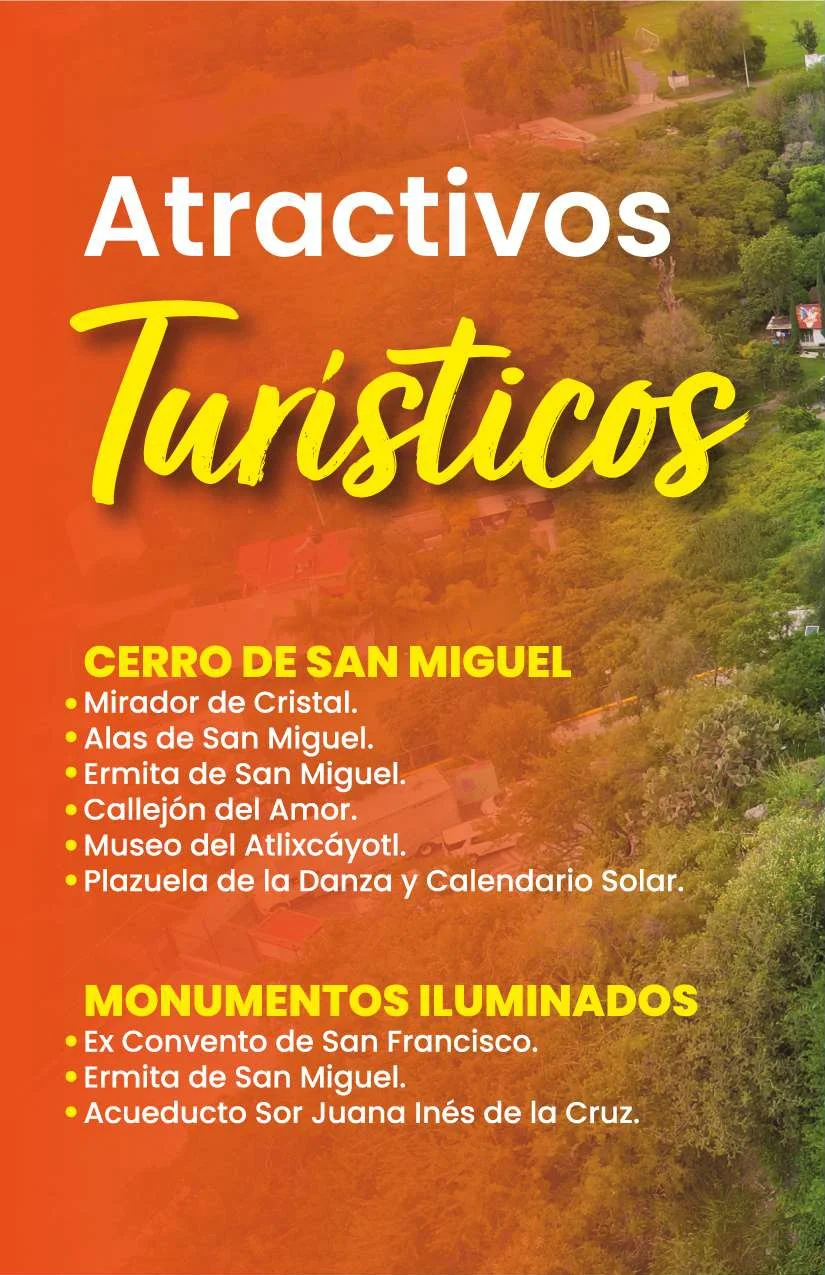 Atractivos
Turísticos
CERRO DE SAN MIGUEL
• Mirador de Cristal.
• Alas de San Miguel.
• Ermita de San Miguel.
• Callejón del Amor.
• Museo del Atlixcáyotl.
• Plazuela de la Danza y Calendario Solar.
MONUMENTOS ILUMINADOS
• Ex Convento de San Francisco.
• Ermita de San Miguel.
• Acueducto Sor Juana Inés de la Cruz.